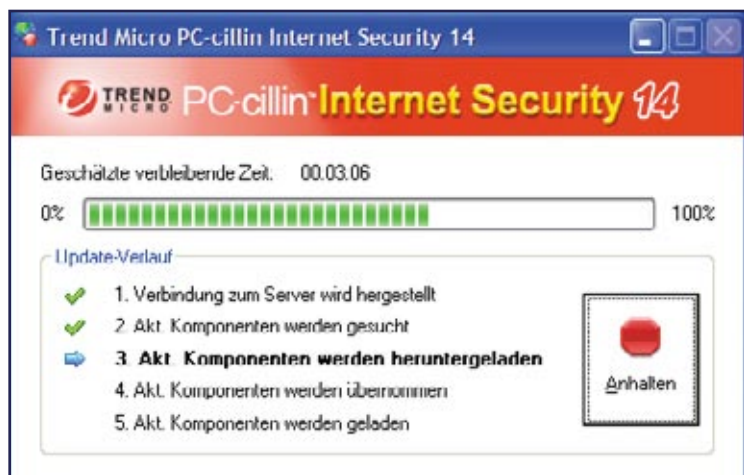 Trend Micro PC-cillin Internet Security 14
TREND MICRO PC-cillin™ Internet Security 14
Geschätzte verbleibende Zeit: 00.03.06
0% 100%
Update-Verlauf
1. Verbindung zum Server wird hergestellt
2. Akt. Komponenten werden gesucht
3. Akt. Komponenten werden heruntergeladen
4. Akt. Komponenten werden übernommen
5. Akt. Komponenten werden geladen
Anhalten